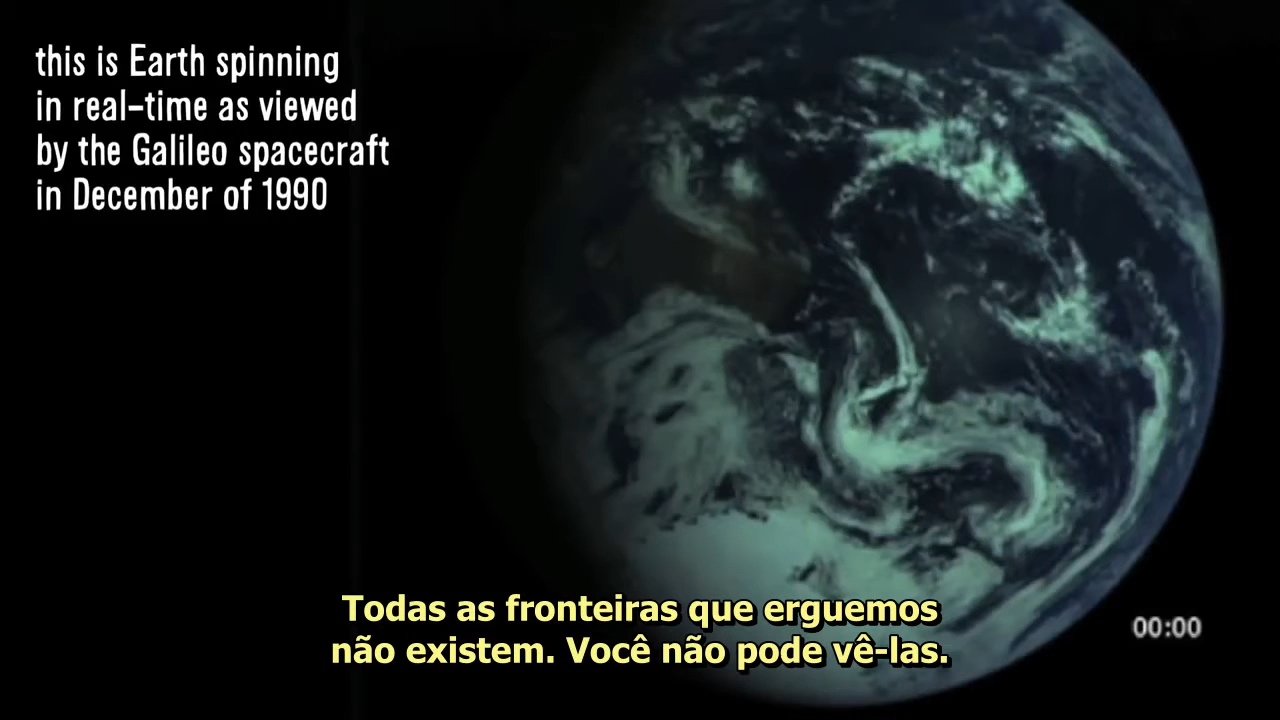 this is Earth spinning
in real-time as viewed
by the Galileo spacecraft
in December of 1990
Todas as fronteiras que erguemos
não existem. Você não pode vê-las.
00:00